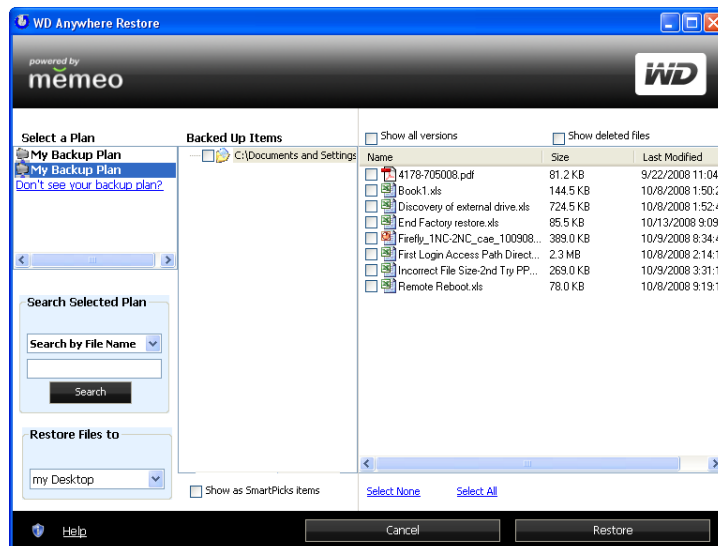 WD Anywhere Restore
powered by
měmeo
WD
Select a Plan
My Backup Plan
My Backup Plan
Don't see your backup plan?
Backed Up Items
C:\Documents and Settings
Show all versions
Show deleted files
Name Size Last Modified
4178-705008.pdf 81.2 KB 9/22/2008 11:04
Book1.xls 144.5 KB 10/8/2008 1:50:2
Discovery of external drive.xls 724.5 KB 10/8/2008 1:52:4
End Factory restore.xls 85.5 KB 10/13/2008 9:09
Firefly_1NC-2NC_cae_100908... 389.0 KB 10/9/2008 8:34:4
First Login Access Path Direct... 2.3 MB 10/8/2008 2:14:1
Incorrect File Size-2nd Try PP... 269.0 KB 10/9/2008 3:31:1
Remote Reboot.xls 78.0 KB 10/8/2008 9:19:1
Search Selected Plan
Search by File Name
Search
Restore Files to
my Desktop
Show as SmartPicks items
Select None
Select All
Help
Cancel
Restore